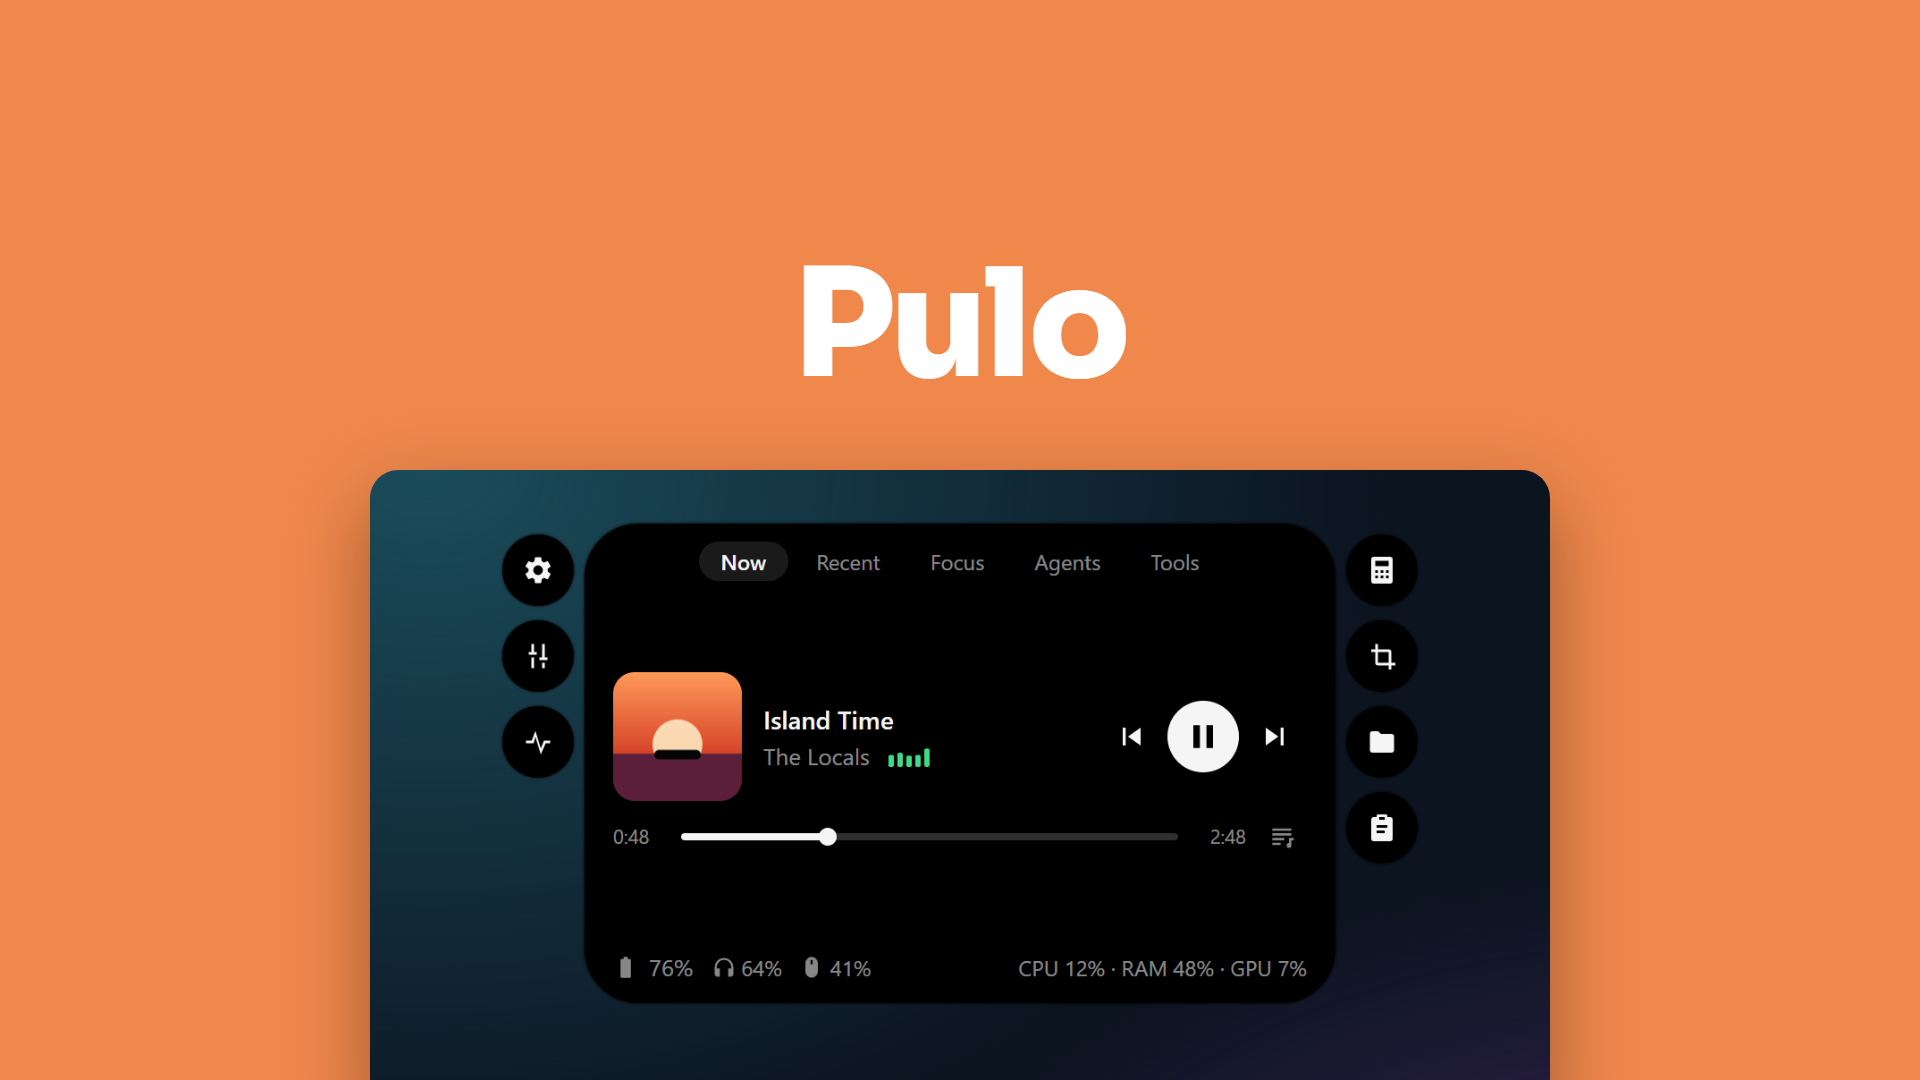 Pulo
Now Recent Focus Agents Tools
Island Time
The Locals
0:48 2:48
76% 64% 41% CPU 12% · RAM 48% · GPU 7%